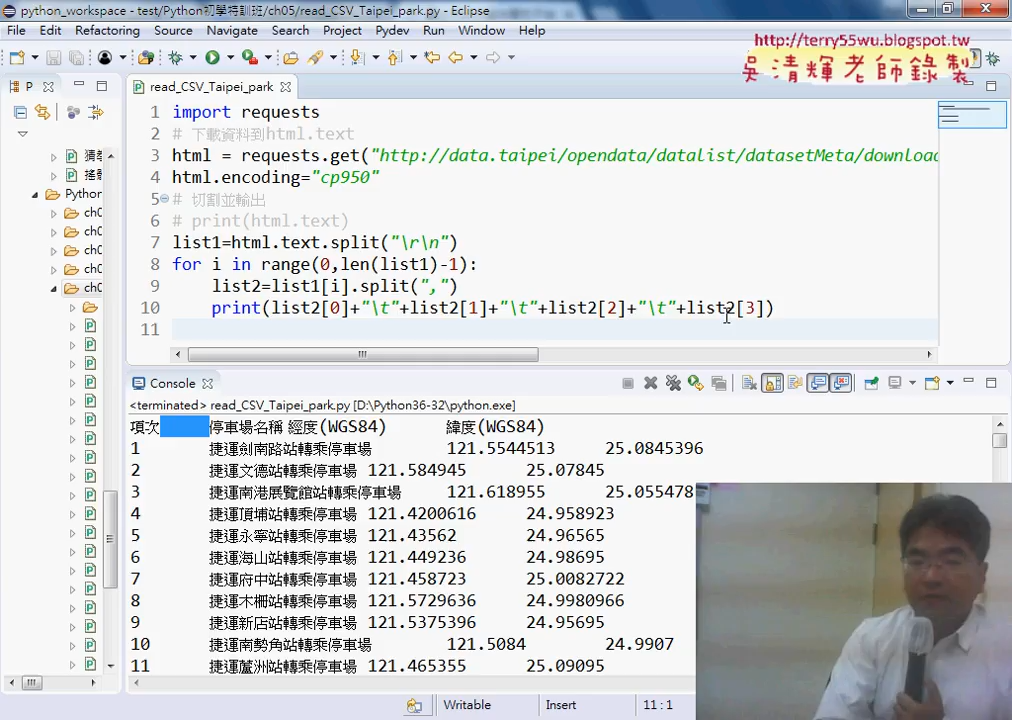 python_workspace - test/Python初學特訓班/ch05/read_CSV_Taipei_park.py - Eclipse
File Edit Refactoring Source Navigate Search Project Pydev Run Window Help
http://terry55wu.blogspot.tw
吳清輝老師錄製
P
read_CSV_Taipei_park
1 import requests
2 # 下載資料到html.text
3 html = requests.get("http://data.taipei/opendata/datalist/datasetMeta/download
4 html.encoding="cp950"
5 # 切割並輸出
6 # print(html.text)
7 list1=html.text.split("\r\n")
8 for i in range(0,len(list1)-1):
9 list2=list1[i].split(",")
10 print(list2[0]+"\t"+list2[1]+"\t"+list2[2]+"\t"+list2[3])
11
Python
ch0
ch0
ch0
ch0
ch0
Console
<terminated> read_CSV_Taipei_park.py [D:\Python36-32\python.exe]
項次 停車場名稱 經度(WGS84) 緯度(WGS84)
1 捷運劍南路站轉乘停車場 121.5544513 25.0845396
2 捷運文德站轉乘停車場 121.584945 25.07845
3 捷運南港展覽館站轉乘停車場 121.618955 25.055478
4 捷運頂埔站轉乘停車場 121.4200616 24.958923
5 捷運永寧站轉乘停車場 121.43562 24.96565
6 捷運海山站轉乘停車場 121.449236 24.98695
7 捷運府中站轉乘停車場 121.458723 25.0082722
8 捷運木柵站轉乘停車場 121.5729636 24.9980966
9 捷運新店站轉乘停車場 121.5375396 24.95695
10 捷運南勢角站轉乘停車場 121.5084 24.9907
11 捷運蘆洲站轉乘停車場 121.465355 25.09095
Writable Insert 11 : 1